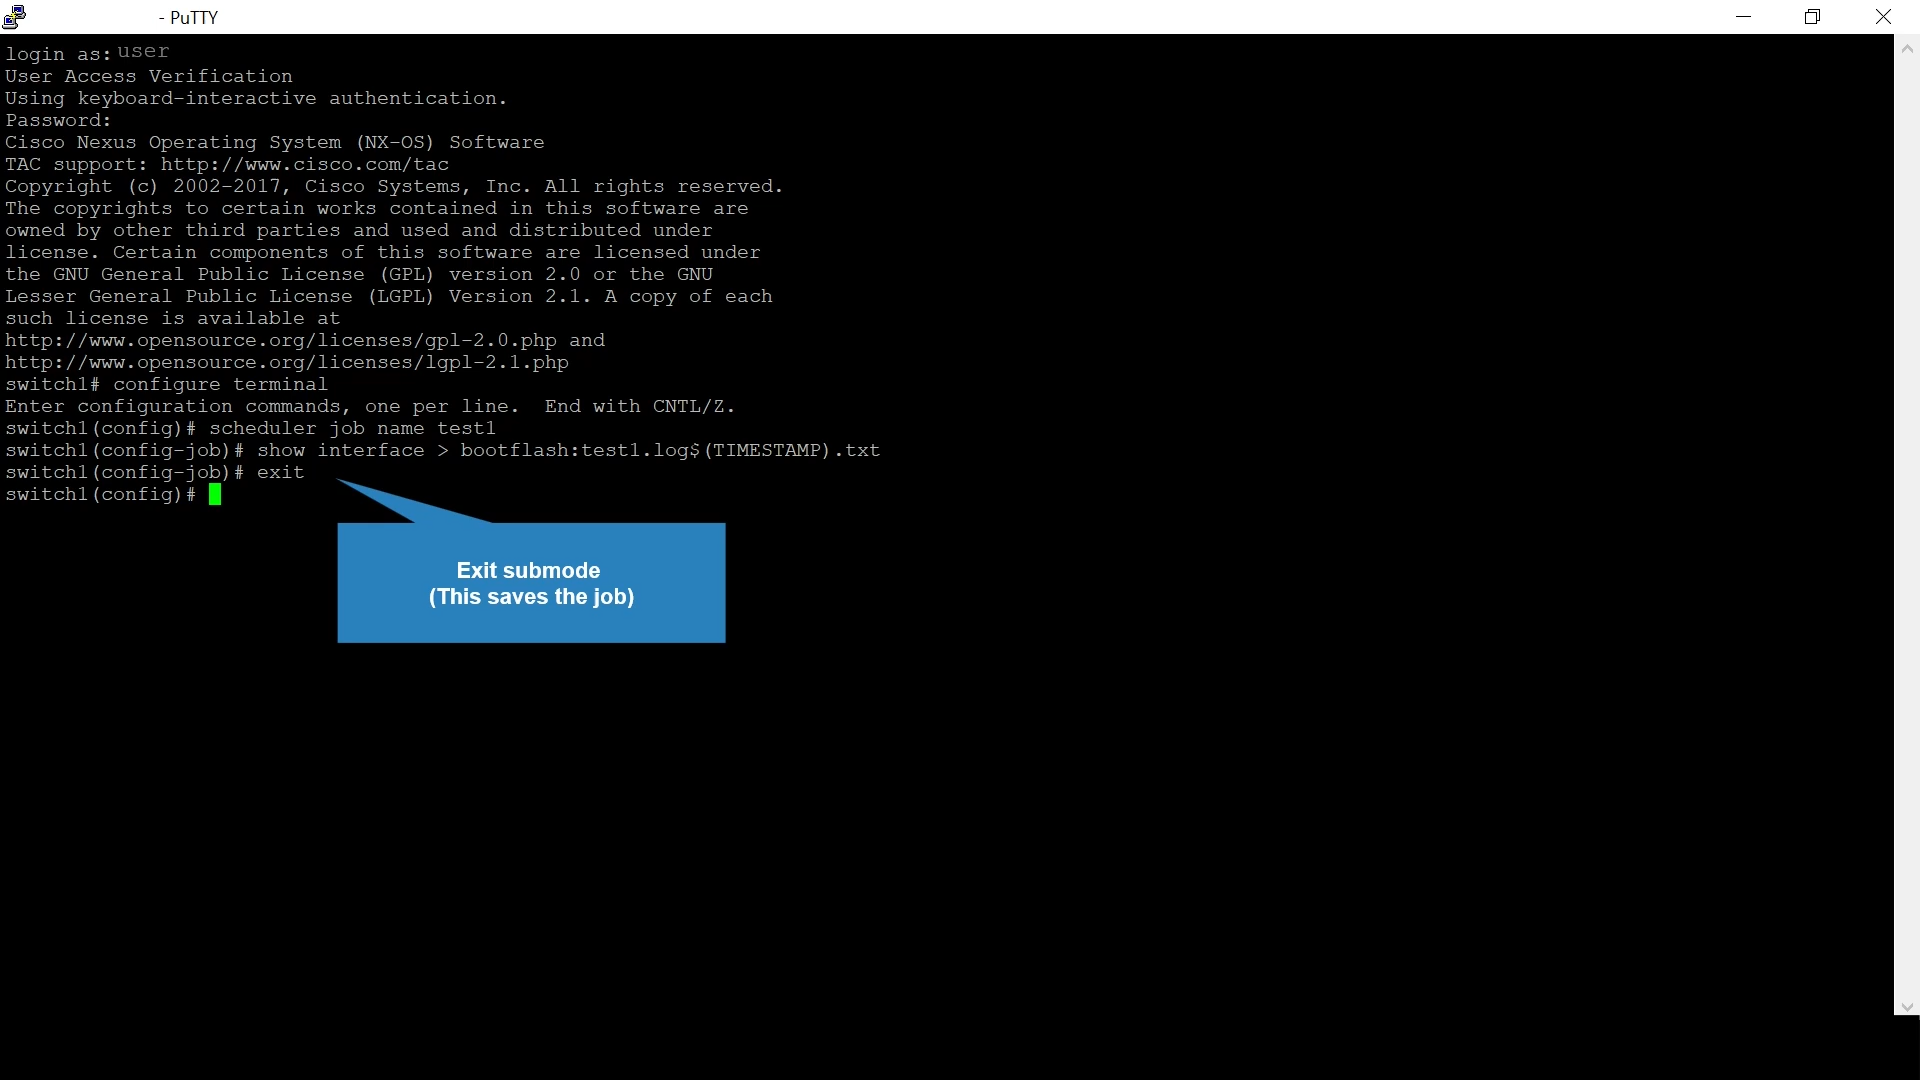 - PuTTY
login as: user
User Access Verification
Using keyboard-interactive authentication.
Password:
Cisco Nexus Operating System (NX-OS) Software
TAC support: http://www.cisco.com/tac
Copyright (c) 2002-2017, Cisco Systems, Inc. All rights reserved.
The copyrights to certain works contained in this software are
owned by other third parties and used and distributed under
license. Certain components of this software are licensed under
the GNU General Public License (GPL) version 2.0 or the GNU
Lesser General Public License (LGPL) Version 2.1. A copy of each
such license is available at
http://www.opensource.org/licenses/gpl-2.0.php and
http://www.opensource.org/licenses/lgpl-2.1.php
switch1# configure terminal
Enter configuration commands, one per line.  End with CNTL/Z.
switch1(config)# scheduler job name test1
switch1(config-job)# show interface > bootflash:test1.log$(TIMESTAMP).txt
switch1(config-job)# exit
switch1(config)#
Exit submode
(This saves the job)